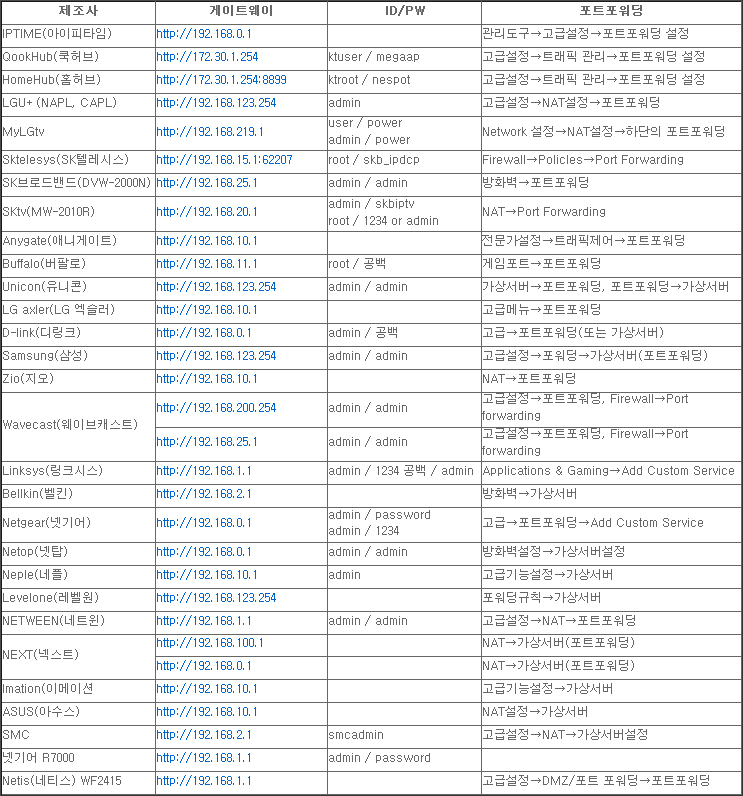 제조사 게이트웨이 ID/PW 포트포워딩
IPTIME(아이피타임) http://192.168.0.1 관리도구→고급설정→포트포워딩 설정
QookHub(쿡허브) http://172.30.1.254 ktuser / megaap 고급설정→트래픽 관리→포트포워딩 설정
HomeHub(홈허브) http://172.30.1.254:8899 ktroot / nespot 고급설정→트래픽 관리→포트포워딩 설정
LGU+ (NAPL, CAPL) http://192.168.123.254 admin 고급설정→NAT설정→포트포워딩
MyLGtv http://192.168.219.1 user / power
admin / power Network 설정→NAT설정→하단의 포트포워딩
Sktelesys(SK텔레시스) http://192.168.15.1:62207 root / skb_ipdcp Firewall→Policies→Port Forwarding
SK브로드밴드(DVW-2000N) http://192.168.25.1 admin / admin 방화벽→포트포워딩
SKtv(MW-2010R) http://192.168.20.1 admin / skbiptv
root / 1234 or admin NAT→Port Forwarding
Anygate(애니게이트) http://192.168.10.1 전문가설정→트래픽제어→포트포워딩
Buffalo(버팔로) http://192.168.11.1 root / 공백 게임포트→포트포워딩
Unicon(유니콘) http://192.168.123.254 admin / admin 가상서버→포트포워딩, 포트포워딩→가상서버
LG axler(LG 엑슬러) http://192.168.10.1 고급메뉴→포트포워딩
D-link(디링크) http://192.168.0.1 admin / 공백 고급→포트포워딩(또는 가상서버)
Samsung(삼성) http://192.168.123.254 admin / admin 고급설정→포워딩→가상서버(포트포워딩)
Zio(지오) http://192.168.10.1 NAT→포트포워딩
Wavecast(웨이브캐스트) http://192.168.200.254 admin / admin 고급설정→포트포워딩, Firewall→Port
forwarding
http://192.168.25.1 admin / admin 고급설정→포트포워딩, Firewall→Port
forwarding
Linksys(링크시스) http://192.168.1.1 admin / 1234 공백 / admin Applications & Gaming→Add Custom Service
Bellkin(벨킨) http://192.168.2.1 방화벽→가상서버
Netgear(넷기어) http://192.168.0.1 admin / password
admin / 1234 고급→포트포워딩→Add Custom Service
Netop(넷탑) http://192.168.0.1 admin / admin 방화벽설정→가상서버설정
Neple(네플) http://192.168.10.1 admin 고급기능설정→가상서버
Levelone(레벨원) http://192.168.123.254 포워딩규칙→가상서버
NETWEEN(네트윈) http://192.168.1.1 admin / admin 고급설정→NAT→포트포워딩
NEXT(넥스트) http://192.168.100.1 NAT→가상서버(포트포워딩)
http://192.168.0.1 NAT→가상서버(포트포워딩)
Imation(이메이션 http://192.168.10.1 고급기능설정→가상서버
ASUS(아수스) http://192.168.10.1 NAT설정→가상서버
SMC http://192.168.2.1 smcadmin 고급설정→NAT→가상서버설정
넷기어 R7000 http://192.168.1.1 admin / password
Netis(네티스) WF2415 http://192.168.1.1 고급설정→DMZ/포트 포워딩→포트포워딩